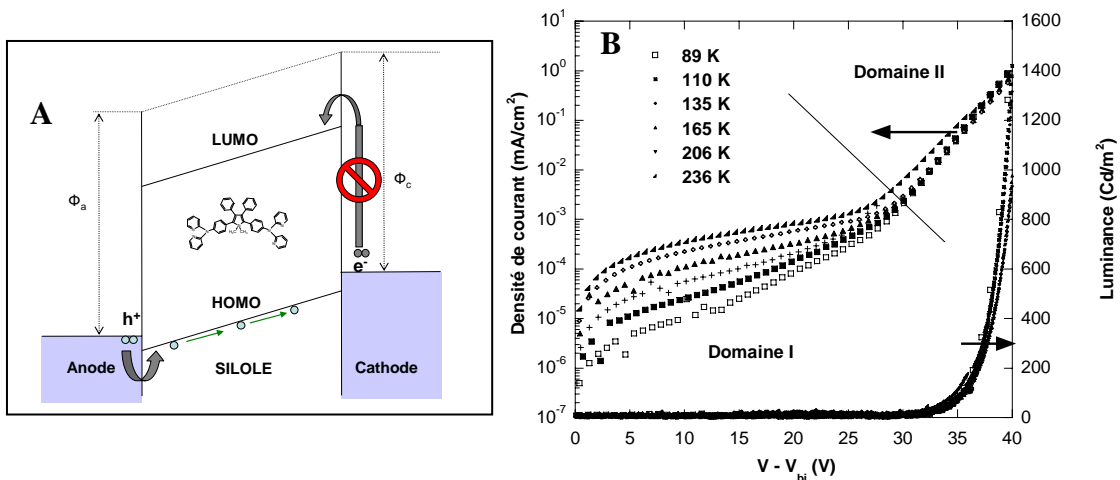 A
Φa
LUMO
Φc
e-
HOMO
h+
Anode
SILOLE
Cathode
B
Densité de courant (mA/cm²)
10¹
10⁰
10⁻¹
10⁻²
10⁻³
10⁻⁴
10⁻⁵
10⁻⁶
10⁻⁷
89 K
110 K
135 K
165 K
206 K
236 K
Domaine II
Domaine I
0
5
10
15
20
25
30
35
40
V - Vbi (V)
1600
1400
1200
1000
800
600
400
200
0
Luminance (Cd/m²)